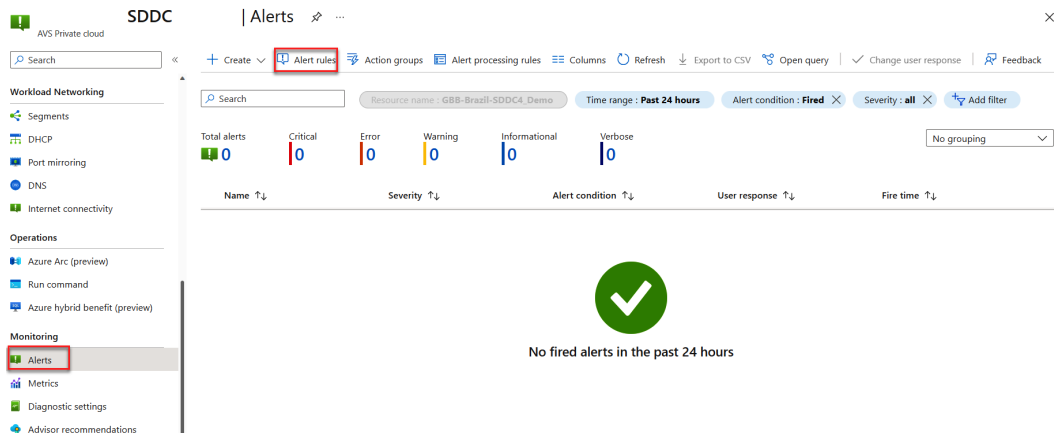 SDDC | Alerts
AVS Private cloud
Search
Workload Networking
Segments
DHCP
Port mirroring
DNS
Internet connectivity
Operations
Azure Arc (preview)
Run command
Azure hybrid benefit (preview)
Monitoring
Alerts
Metrics
Diagnostic settings
Advisor recommendations
Create Alert rules Action groups Alert processing rules Columns Refresh Export to CSV Open query Change user response Feedback
Search Resource name : GBB-Brazil-SDDC4_Demo Time range : Past 24 hours Alert condition : Fired Severity : all Add filter
Total alerts Critical Error Warning Informational Verbose
0 0 0 0 0 0
No grouping
Name Severity Alert condition User response Fire time
No fired alerts in the past 24 hours